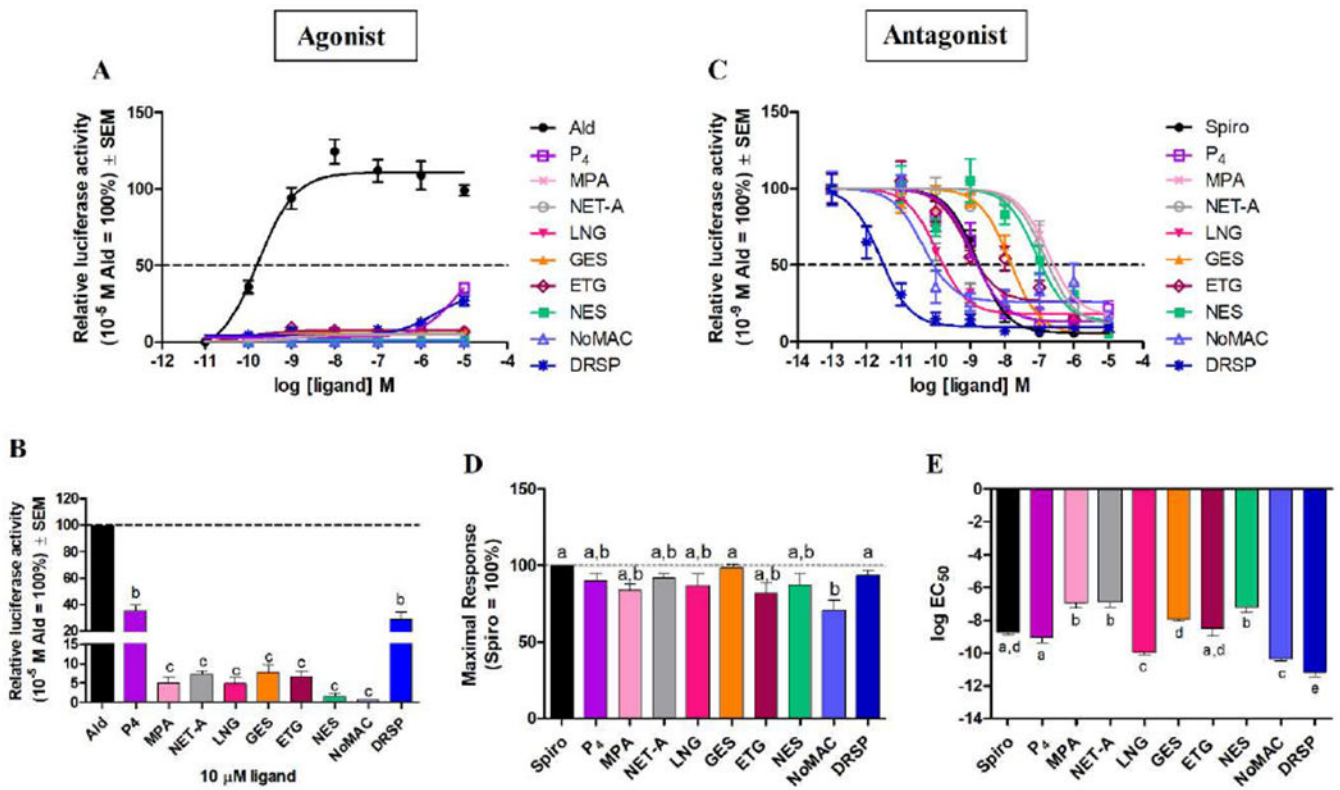 Agonist
Antagonist
A
Relative luciferase activity
(10⁻⁵ M Ald = 100%) ± SEM
150
100
50
0
-12 -11 -10 -9 -8 -7 -6 -5 -4
log [ligand] M
Ald
P₄
MPA
NET-A
LNG
GES
ETG
NES
NoMAC
DRSP
C
Relative luciferase activity
(10⁻⁹ M Ald = 100%) ± SEM
150
100
50
0
-14 -13 -12 -11 -10 -9 -8 -7 -6 -5 -4
log [ligand] M
Spiro
P₄
MPA
NET-A
LNG
GES
ETG
NES
NoMAC
DRSP
B
Relative luciferase activity
(10⁻⁵ M Ald = 100%) ± SEM
120
100
80
60
40
20
15
10
5
0
b c c c c c c c b
Ald P4 MPA NET-A LNG GES ETG NES NoMAC DRSP
10 µM ligand
D
Maximal Response
(Spiro = 100%)
150
100
50
0
a a,b a,b a,b a,b a a,b a,b b a
Spiro P₄ MPA NET-A LNG GES ETG NES NoMAC DRSP
E
log EC₅₀
0
-2
-4
-6
-8
-10
-12
-14
a,d a b b c d a,d b c e
Spiro P₄ MPA NET-A LNG GES ETG NES NoMAC DRSP